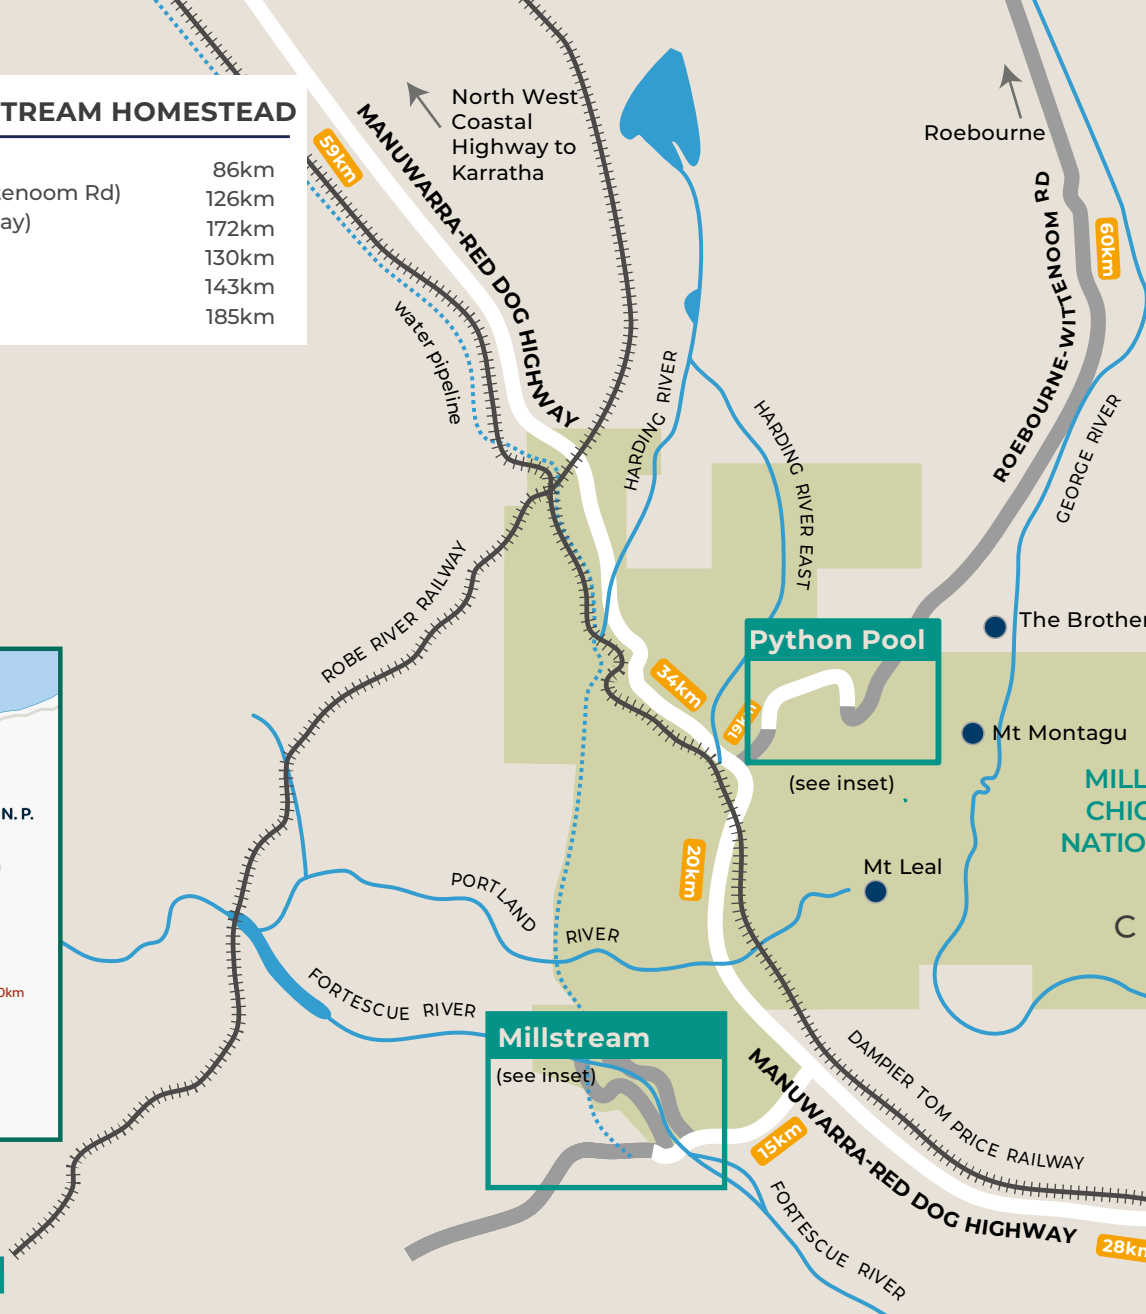 TREAM HOMESTEAD
86km
tenoom Rd) 126km
ay) 172km
130km
143km
185km
59km
North West
Coastal
Highway to
Karratha
MANUWARRA-RED DOG HIGHWAY
Roebourne
ROEBOURNE-WITTENOOM RD
60km
water pipeline
HARDING RIVER
HARDING RIVER EAST
GEORGE RIVER
ROBE RIVER RAILWAY
The Brother
Python Pool
34km
19km
(see inset)
Mt Montagu
MILL
CHIC
NATIO
N. P.
20km
Mt Leal
C
PORTLAND RIVER
0km
FORTESCUE RIVER
Millstream
(see inset)
MANUWARRA-RED DOG HIGHWAY
DAMPIER TOM PRICE RAILWAY
15km
FORTESCUE RIVER
28km